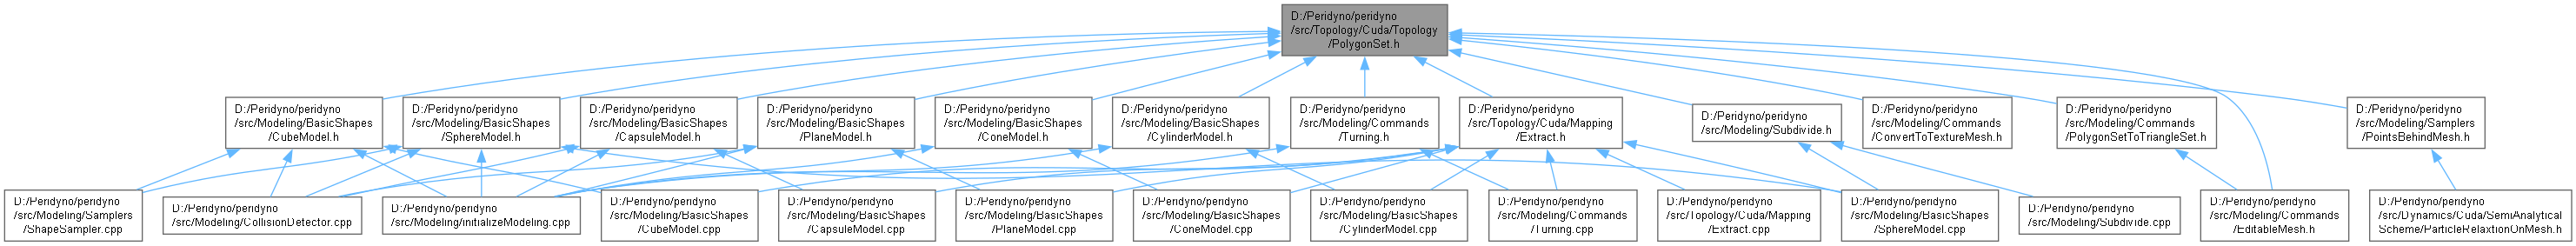 D:/Peridyno/peridyno
/src/Topology/Cuda/Topology
/PolygonSet.h
D:/Peridyno/peridyno
/src/Modeling/BasicShapes
/CubeModel.h
D:/Peridyno/peridyno
/src/Modeling/BasicShapes
/SphereModel.h
D:/Peridyno/peridyno
/src/Modeling/BasicShapes
/CapsuleModel.h
D:/Peridyno/peridyno
/src/Modeling/BasicShapes
/PlaneModel.h
D:/Peridyno/peridyno
/src/Modeling/BasicShapes
/ConeModel.h
D:/Peridyno/peridyno
/src/Modeling/BasicShapes
/CylinderModel.h
D:/Peridyno/peridyno
/src/Modeling/Commands
/Turning.h
D:/Peridyno/peridyno
/src/Topology/Cuda/Mapping
/Extract.h
D:/Peridyno/peridyno
/src/Modeling/Subdivide.h
D:/Peridyno/peridyno
/src/Modeling/Commands
/ConvertToTextureMesh.h
D:/Peridyno/peridyno
/src/Modeling/Commands
/PolygonSetToTriangleSet.h
D:/Peridyno/peridyno
/src/Modeling/Samplers
/PointsBehindMesh.h
D:/Peridyno/peridyno
/src/Modeling/Samplers
/ShapeSampler.cpp
D:/Peridyno/peridyno
/src/Modeling/CollisionDetector.cpp
D:/Peridyno/peridyno
/src/Modeling/initializeModeling.cpp
D:/Peridyno/peridyno
/src/Modeling/BasicShapes
/CubeModel.cpp
D:/Peridyno/peridyno
/src/Modeling/BasicShapes
/CapsuleModel.cpp
D:/Peridyno/peridyno
/src/Modeling/BasicShapes
/PlaneModel.cpp
D:/Peridyno/peridyno
/src/Modeling/BasicShapes
/ConeModel.cpp
D:/Peridyno/peridyno
/src/Modeling/BasicShapes
/CylinderModel.cpp
D:/Peridyno/peridyno
/src/Modeling/Commands
/Turning.cpp
D:/Peridyno/peridyno
/src/Topology/Cuda/Mapping
/Extract.cpp
D:/Peridyno/peridyno
/src/Modeling/BasicShapes
/SphereModel.cpp
D:/Peridyno/peridyno
/src/Modeling/Subdivide.cpp
D:/Peridyno/peridyno
/src/Modeling/Commands
/EditableMesh.h
D:/Peridyno/peridyno
/src/Dynamics/Cuda/SemiAnalytical
Scheme/ParticleRelaxtionOnMesh.h